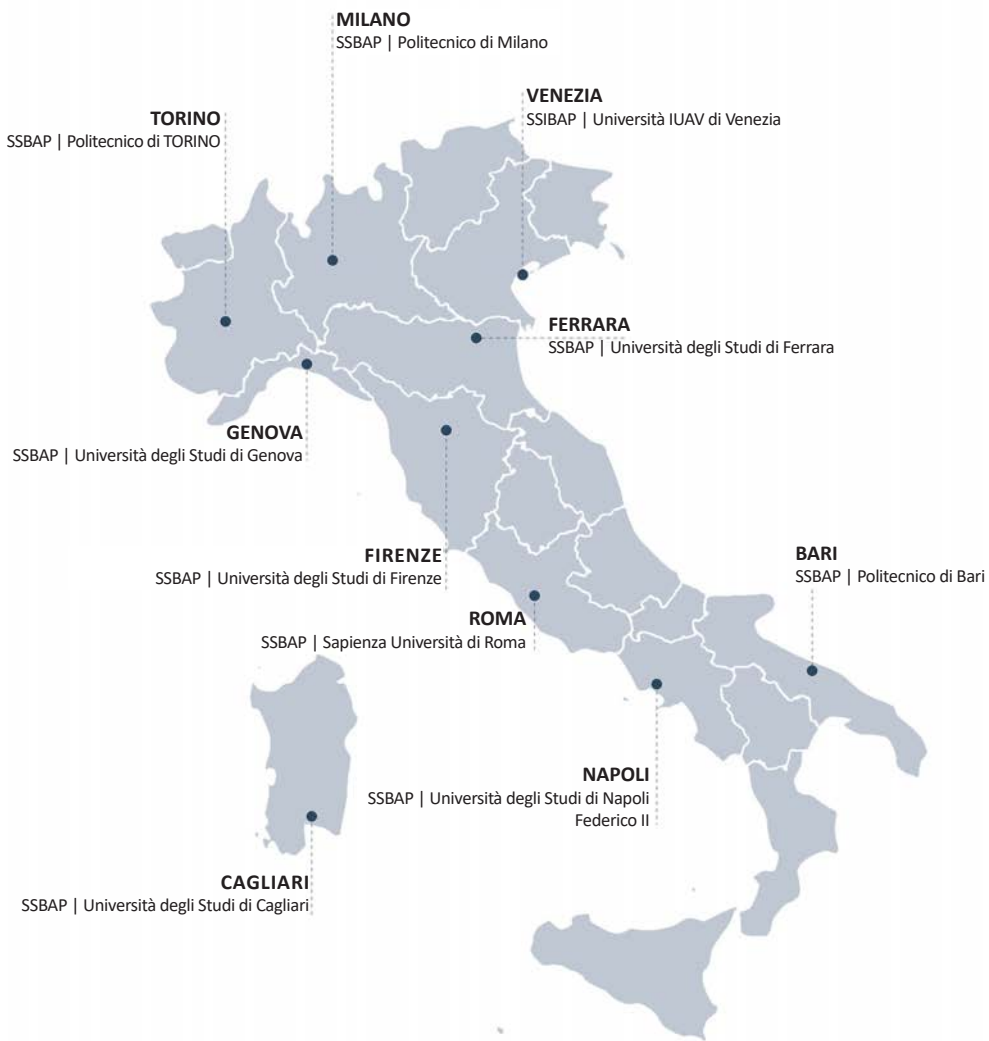 MILANO
SSBAP | Politecnico di Milano
VENEZIA
SSIBAP | Università IUAV di Venezia
TORINO
SSBAP | Politecnico di TORINO
FERRARA
SSBAP | Università degli Studi di Ferrara
GENOVA
SSBAP | Università degli Studi di Genova
FIRENZE
SSBAP | Università degli Studi di Firenze
BARI
SSBAP | Politecnico di Bari
ROMA
SSBAP | Sapienza Università di Roma
NAPOLI
SSBAP | Università degli Studi di Napoli
Federico II
CAGLIARI
SSBAP | Università degli Studi di Cagliari